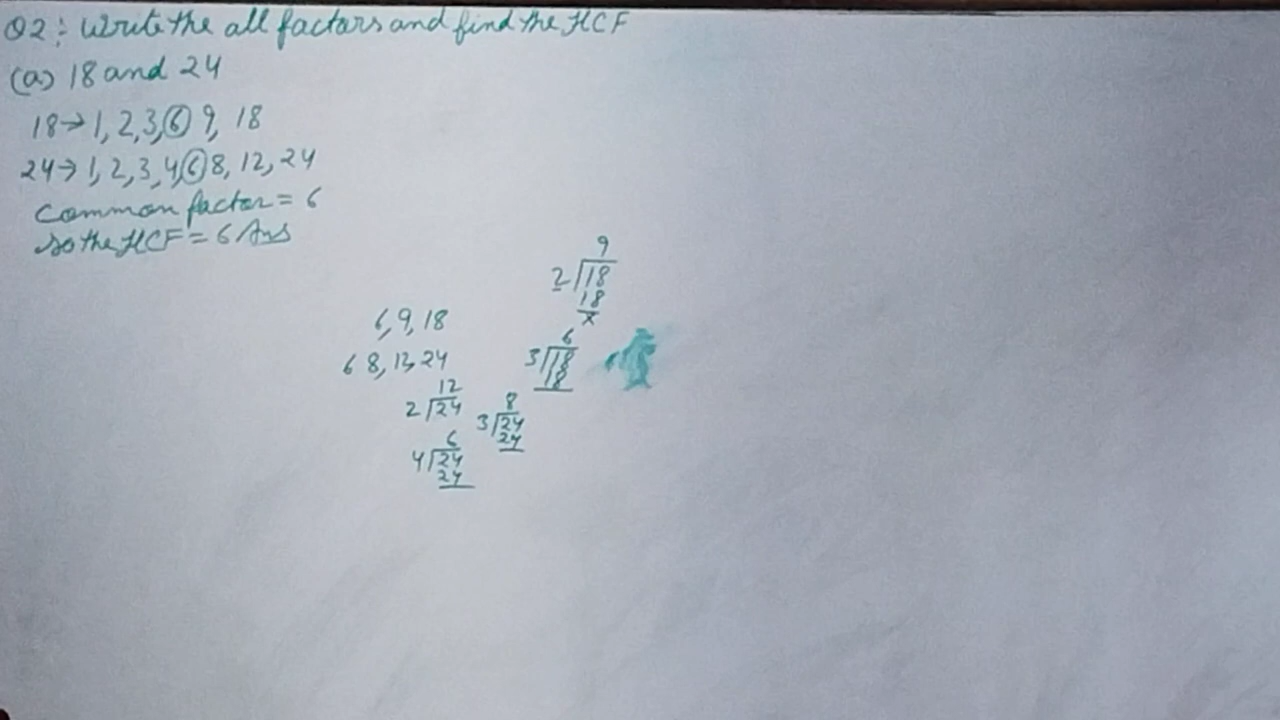 Q2: Write the all factors and find the HCF
(a) 18 and 24
18→1, 2, 3, 6 9, 18
24→1, 2, 3, 4, 6 8, 12, 24
Common factor = 6
so the HCF = 6 Ans
9
2 18
18
×
6, 9, 18
6
3 18
18
6 8, 12, 24
12
2 24
8
3 24
24
6
4 24
24